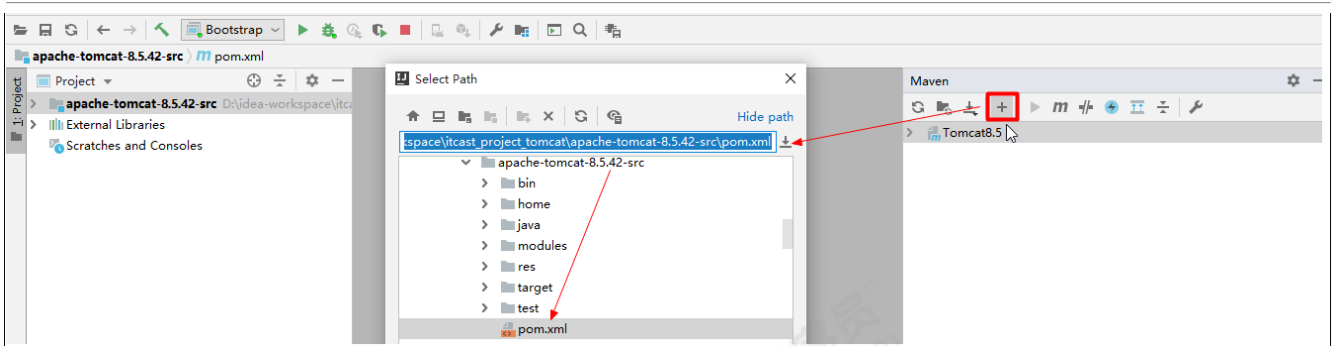 Bootstrap
apache-tomcat-8.5.42-src
m pom.xml
1: Project
Project
apache-tomcat-8.5.42-src D:\idea-workspace\itca
External Libraries
Scratches and Consoles
Select Path
Hide path
kspace\itcast_project_tomcat\apache-tomcat-8.5.42-src\pom.xml
apache-tomcat-8.5.42-src
bin
home
java
modules
res
target
test
pom.xml
Maven
m
Tomcat8.5